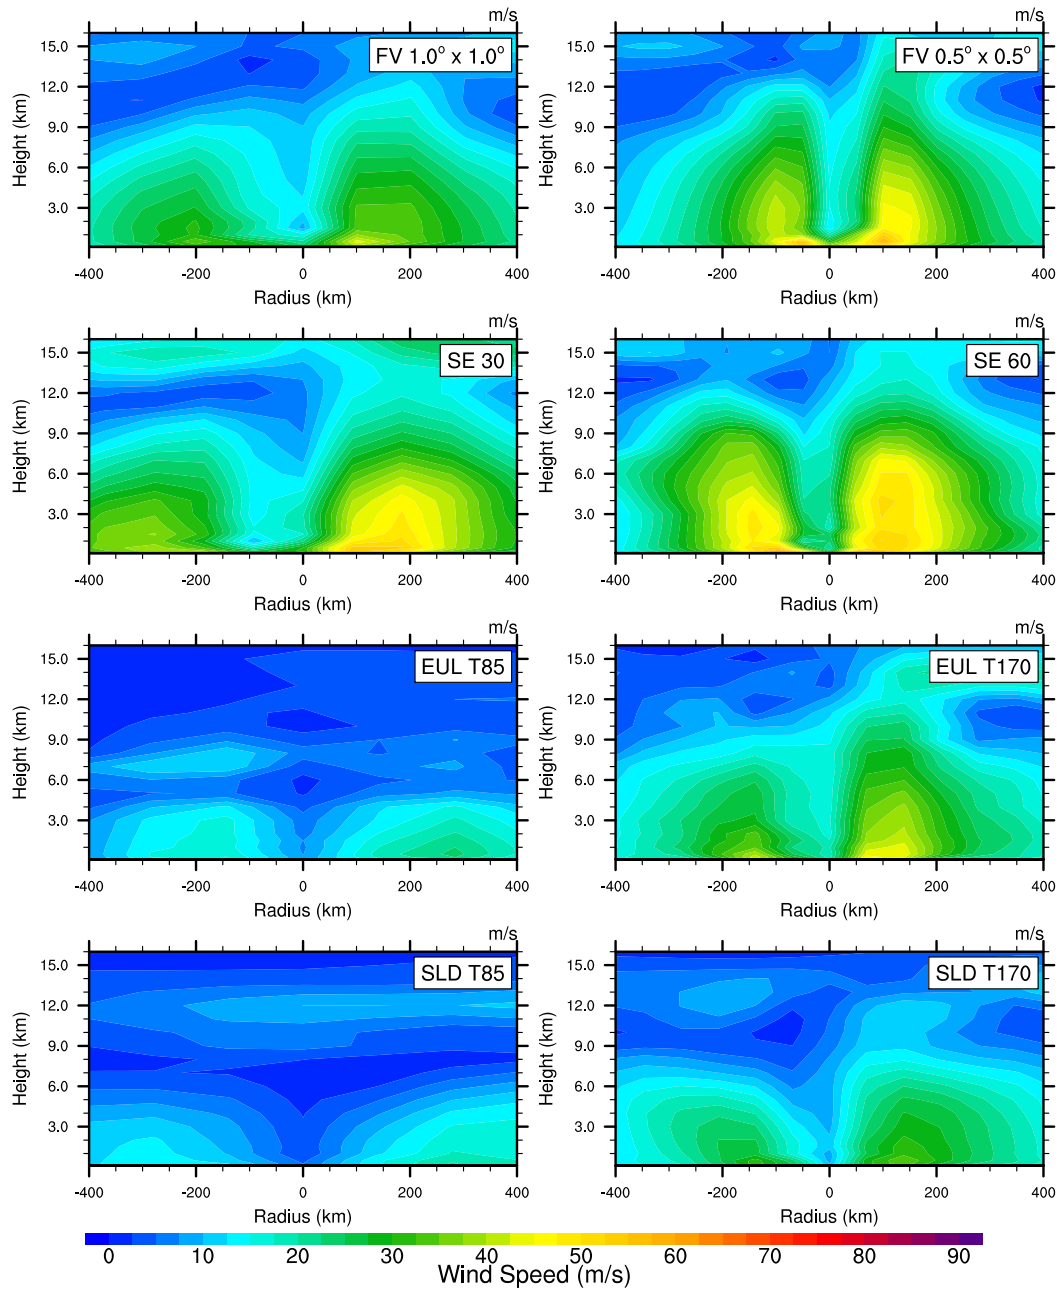 m/s
m/s
15.0
12.0
9.0
6.0
3.0
Height (km)
FV 1.0° x 1.0°
-400
-200
0
200
400
Radius (km)
15.0
12.0
9.0
6.0
3.0
Height (km)
FV 0.5° x 0.5°
-400
-200
0
200
400
Radius (km)
m/s
m/s
15.0
12.0
9.0
6.0
3.0
Height (km)
SE 30
-400
-200
0
200
400
Radius (km)
15.0
12.0
9.0
6.0
3.0
Height (km)
SE 60
-400
-200
0
200
400
Radius (km)
m/s
m/s
15.0
12.0
9.0
6.0
3.0
Height (km)
EUL T85
-400
-200
0
200
400
Radius (km)
15.0
12.0
9.0
6.0
3.0
Height (km)
EUL T170
-400
-200
0
200
400
Radius (km)
m/s
m/s
15.0
12.0
9.0
6.0
3.0
Height (km)
SLD T85
-400
-200
0
200
400
Radius (km)
15.0
12.0
9.0
6.0
3.0
Height (km)
SLD T170
-400
-200
0
200
400
Radius (km)
0 10 20 30 40 50 60 70 80 90
Wind Speed (m/s)